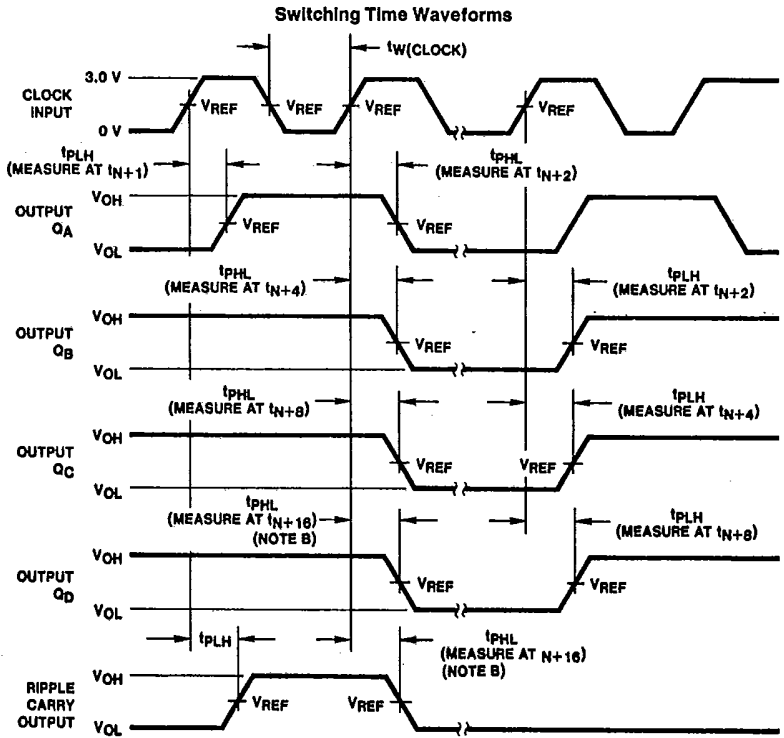 Switching Time Waveforms
tW(CLOCK)
3.0 V
CLOCK
INPUT
VREF
VREF
VREF
VREF
0 V
tPLH
(MEASURE AT tN+1)
tPHL
(MEASURE AT tN+2)
VOH
OUTPUT
QA
VREF
VREF
VOL
tPHL
(MEASURE AT tN+4)
tPLH
(MEASURE AT tN+2)
VOH
OUTPUT
QB
VREF
VREF
VOL
tPHL
(MEASURE AT tN+8)
tPLH
(MEASURE AT tN+4)
VOH
OUTPUT
QC
VREF
VREF
VOL
tPHL
(MEASURE AT tN+16)
(NOTE B)
tPLH
(MEASURE AT tN+8)
VOH
OUTPUT
QD
VREF
VREF
VOL
tPLH
tPHL
(MEASURE AT N+16)
(NOTE B)
VOH
RIPPLE
CARRY
OUTPUT
VREF
VREF
VOL